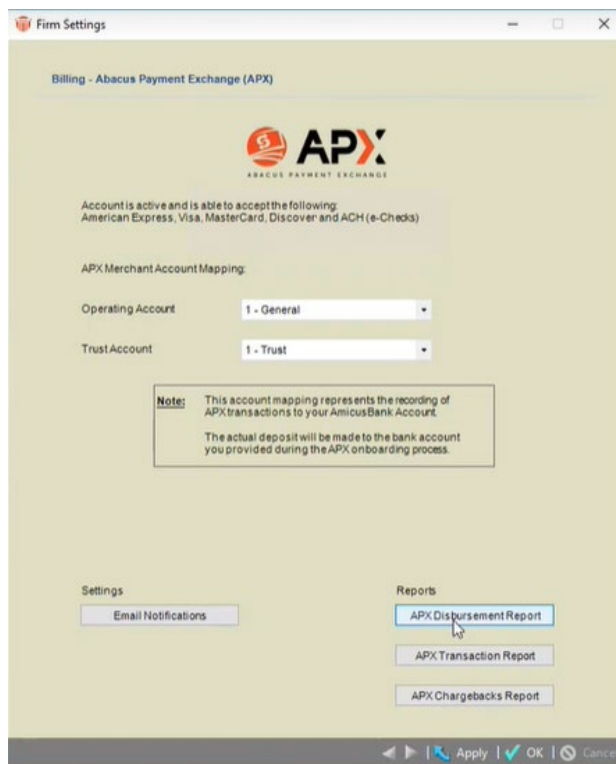 Firm Settings
Billing - Abacus Payment Exchange (APX)
APX
ABACUS PAYMENT EXCHANGE
Account is active and is able to accept the following:
American Express, Visa, MasterCard, Discover and ACH (e-Checks)
APX Merchant Account Mapping:
Operating Account
1 - General
Trust Account
1 - Trust
Note: This account mapping represents the recording of
APX transactions to your Amicus Bank Account.
The actual deposit will be made to the bank account
you provided during the APX onboarding process.
Settings
Reports
Email Notifications
APX Disbursement Report
APX Transaction Report
APX Chargebacks Report
Apply | OK | Cance